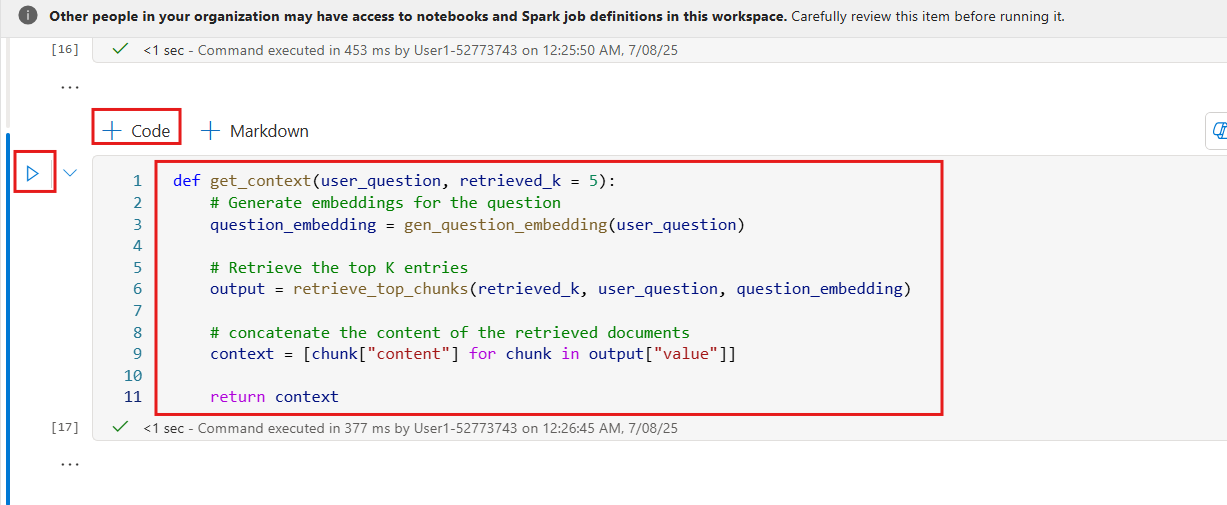 Other people in your organization may have access to notebooks and Spark job definitions in this workspace. Carefully review this item before running it.
[16] <1 sec - Command executed in 453 ms by User1-52773743 on 12:25:50 AM, 7/08/25
...
+ Code + Markdown
1 def get_context(user_question, retrieved_k = 5):
2     # Generate embeddings for the question
3     question_embedding = gen_question_embedding(user_question)
4
5     # Retrieve the top K entries
6     output = retrieve_top_chunks(retrieved_k, user_question, question_embedding)
7
8     # concatenate the content of the retrieved documents
9     context = [chunk["content"] for chunk in output["value"]]
10
11     return context
[17] <1 sec - Command executed in 377 ms by User1-52773743 on 12:26:45 AM, 7/08/25
...